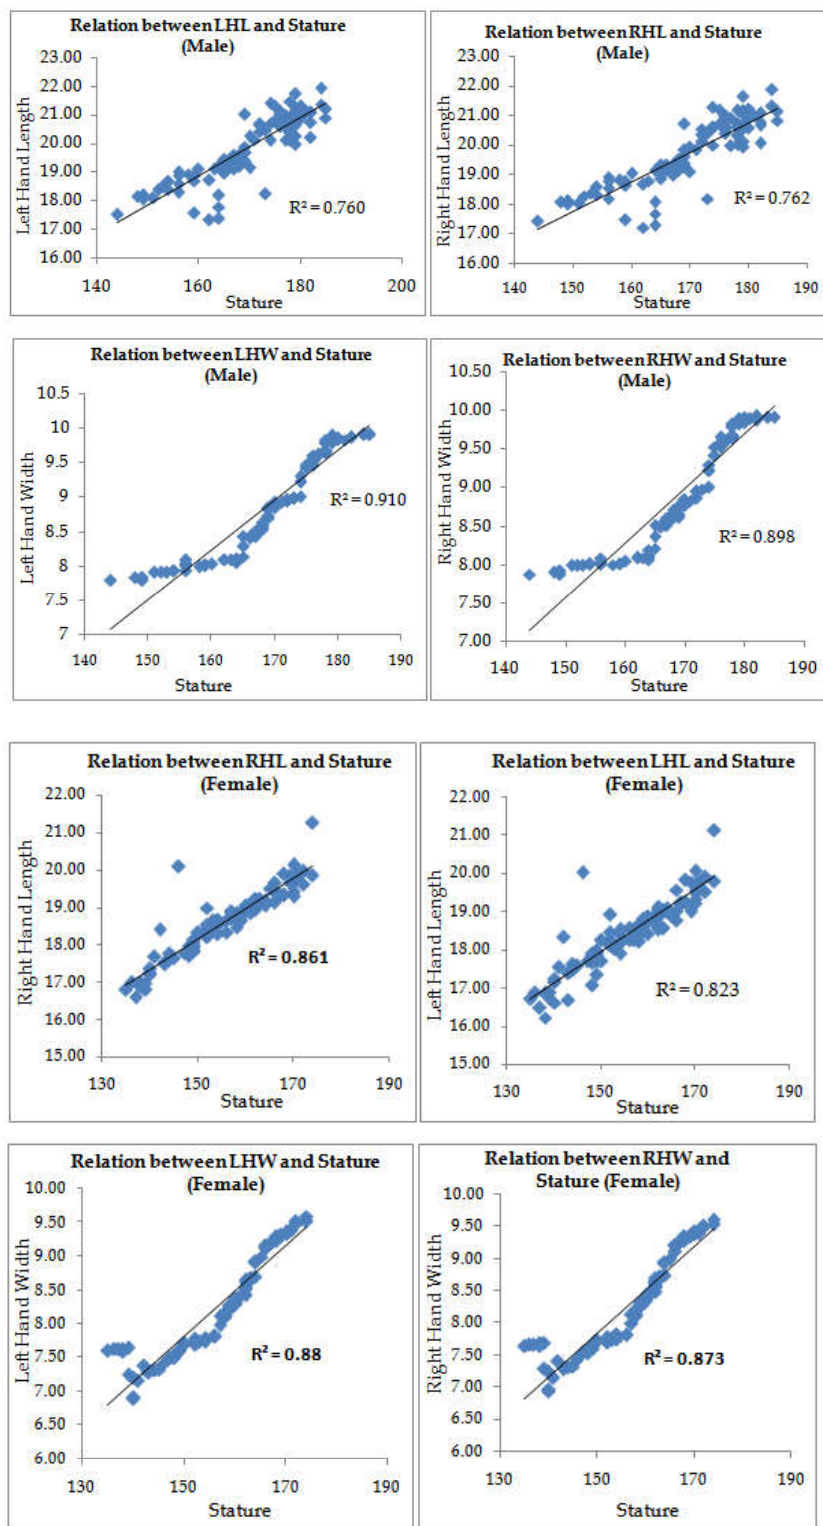 Relation between LHL and Stature
(Male)
23.00
22.00
21.00
20.00
19.00
18.00
17.00
16.00
Left Hand Length
R² = 0.760
140 160 180 200
Stature
Relation between RHL and Stature
(Male)
23.00
22.00
21.00
20.00
19.00
18.00
17.00
16.00
Right Hand Length
R² = 0.762
140 150 160 170 180 190
Stature
Relation between LHW and Stature
(Male)
10.5
10
9.5
9
8.5
8
7.5
7
Left Hand Width
R² = 0.910
140 150 160 170 180 190
Stature
Relation between RHW and Stature
(Male)
10.50
10.00
9.50
9.00
8.50
8.00
7.50
7.00
Right Hand Width
R² = 0.898
140 150 160 170 180 190
Stature
Relation between RHL and Stature
(Female)
22.00
21.00
20.00
19.00
18.00
17.00
16.00
15.00
Right Hand Length
R² = 0.861
130 150 170 190
Stature
Relation between LHL and Stature
(Female)
22.00
21.00
20.00
19.00
18.00
17.00
16.00
15.00
Left Hand Length
R² = 0.823
130 150 170 190
Stature
Relation between LHW and Stature
(Female)
10.00
9.50
9.00
8.50
8.00
7.50
7.00
6.50
6.00
Left Hand Width
R² = 0.88
130 150 170 190
Stature
Relation between RHW and
Stature (Female)
10.00
9.50
9.00
8.50
8.00
7.50
7.00
6.50
6.00
Right Hand Width
R² = 0.873
130 150 170 190
Stature